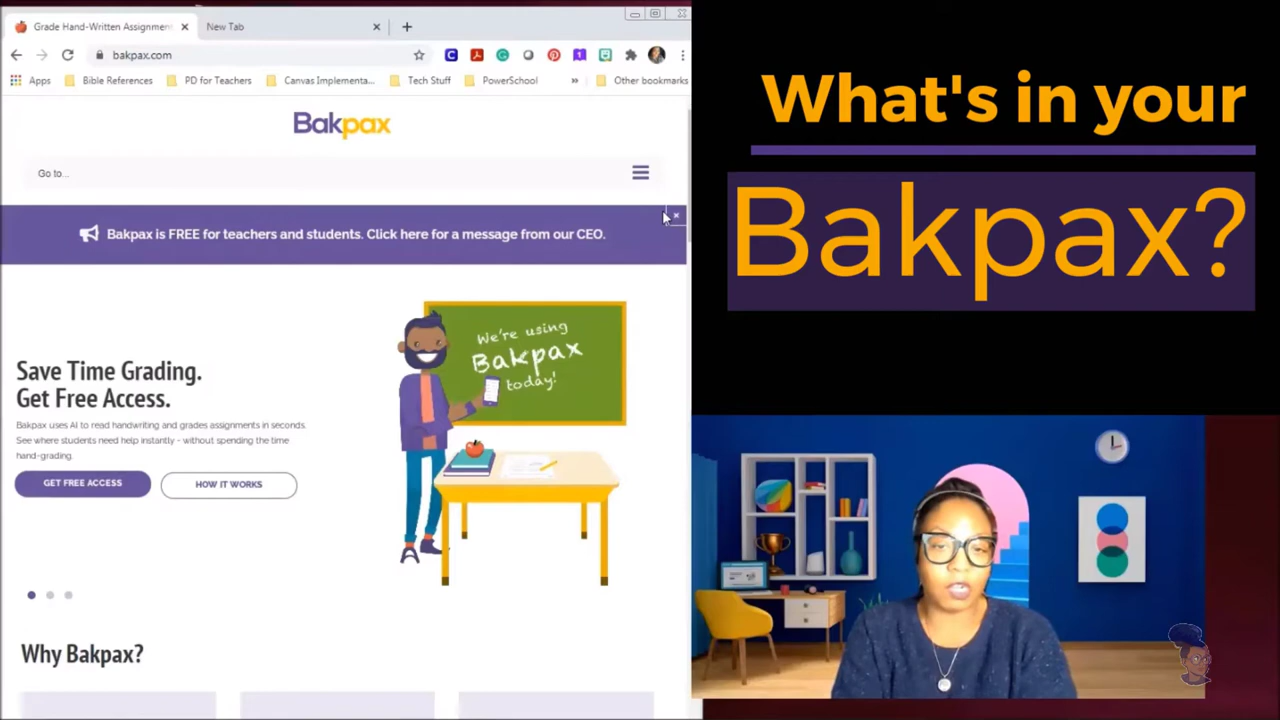 Grade Hand-Written Assignmen
New Tab
bakpax.com
Apps
Bible References
PD for Teachers
Canvas Implementa...
Tech Stuff
PowerSchool
»
Other bookmarks
Bakpax
Go to...
Bakpax is FREE for teachers and students. Click here for a message from our CEO.
Save Time Grading.
Get Free Access.
Bakpax uses AI to read handwriting and grades assignments in seconds.
See where students need help instantly - without spending the time
hand-grading.
GET FREE ACCESS
HOW IT WORKS
We're using
Bakpax
today!
Why Bakpax?
What's in your
Bakpax?